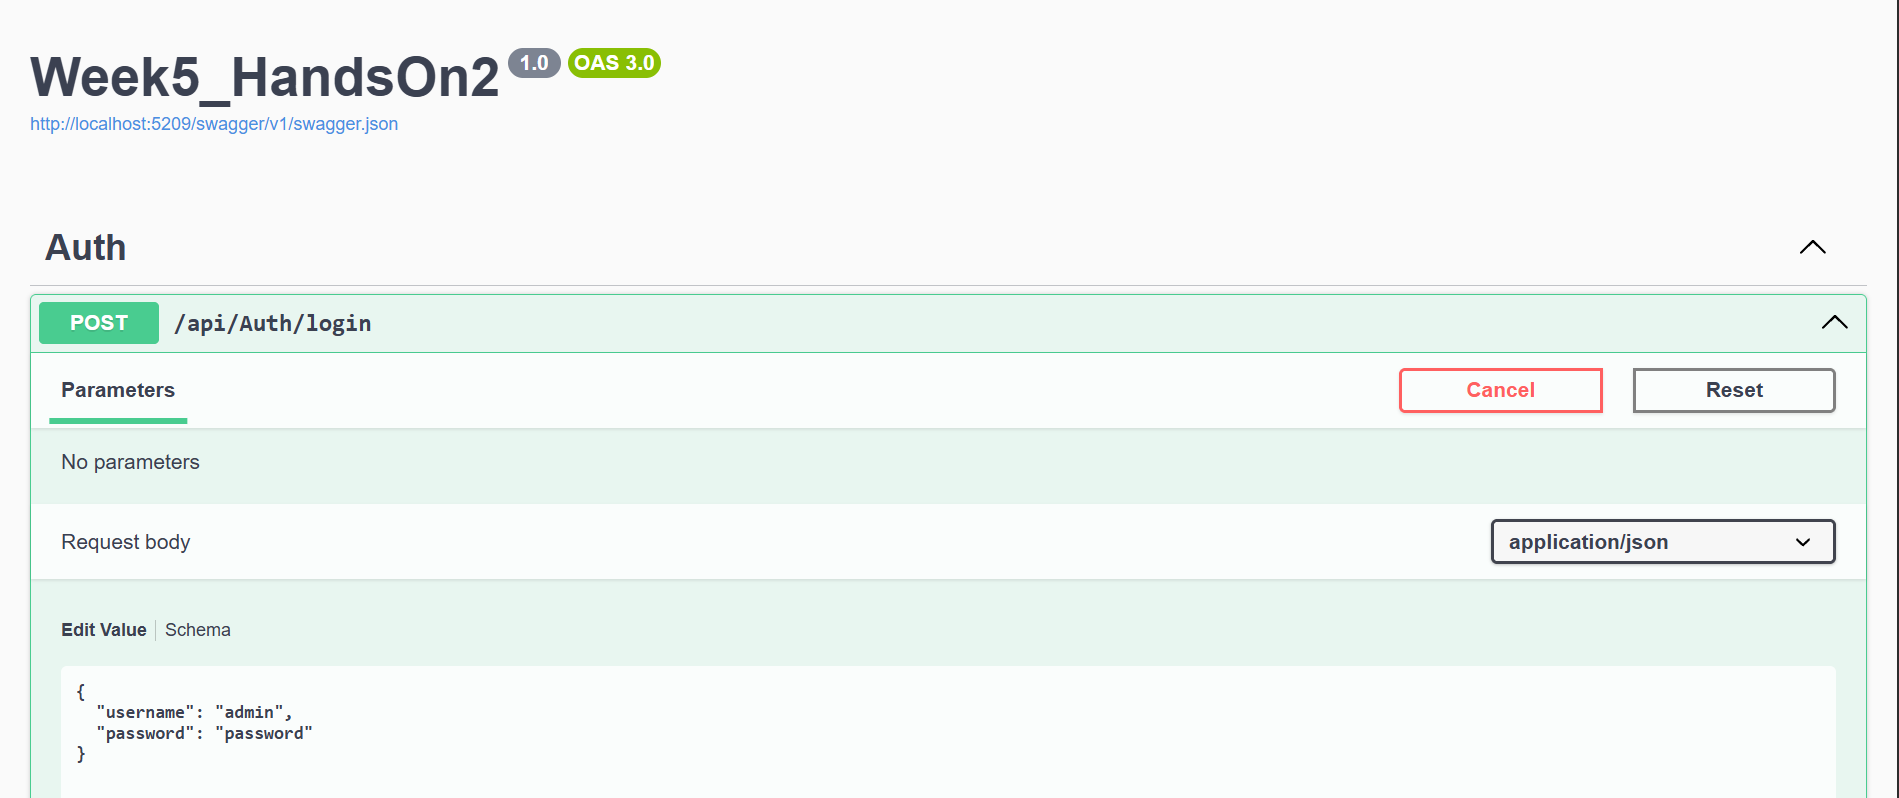 Week5_HandsOn2 1.0 OAS 3.0
http://localhost:5209/swagger/v1/swagger.json
Auth
POST /api/Auth/login
Parameters Cancel Reset
No parameters
Request body application/json
Edit Value Schema
{
  "username": "admin",
  "password": "password"
}